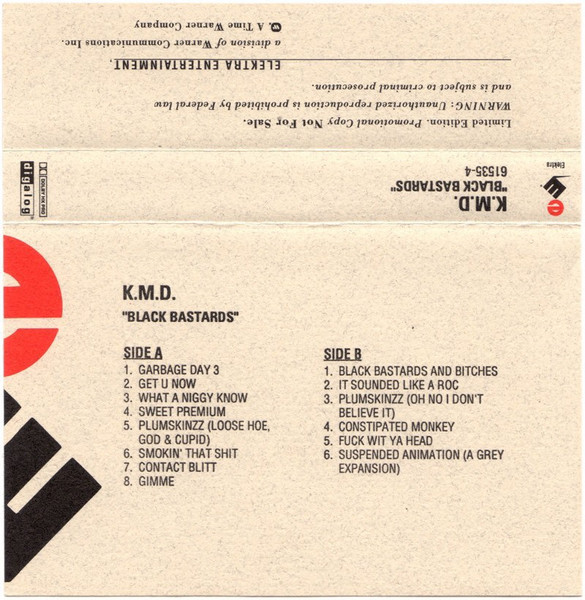 Limited Edition. Promotional Copy Not For Sale.
WARNING: Unauthorized reproduction is prohibited by Federal law
and is subject to criminal prosecution.
ELEKTRA ENTERTAINMENT,
a division of Warner Communications Inc.
W. A Time Warner Company
Elektra
K.M.D.
"BLACK BASTARDS"
61535-4
DOLBY HX PRO
digalog
K.M.D.
"BLACK BASTARDS"
SIDE A
1. GARBAGE DAY 3
2. GET U NOW
3. WHAT A NIGGY KNOW
4. SWEET PREMIUM
5. PLUMSKINZZ (LOOSE HOE,
GOD & CUPID)
6. SMOKIN' THAT SHIT
7. CONTACT BLITT
8. GIMME
SIDE B
1. BLACK BASTARDS AND BITCHES
2. IT SOUNDED LIKE A ROC
3. PLUMSKINZZ (OH NO I DON'T
BELIEVE IT)
4. CONSTIPATED MONKEY
5. FUCK WIT YA HEAD
6. SUSPENDED ANIMATION (A GREY
EXPANSION)